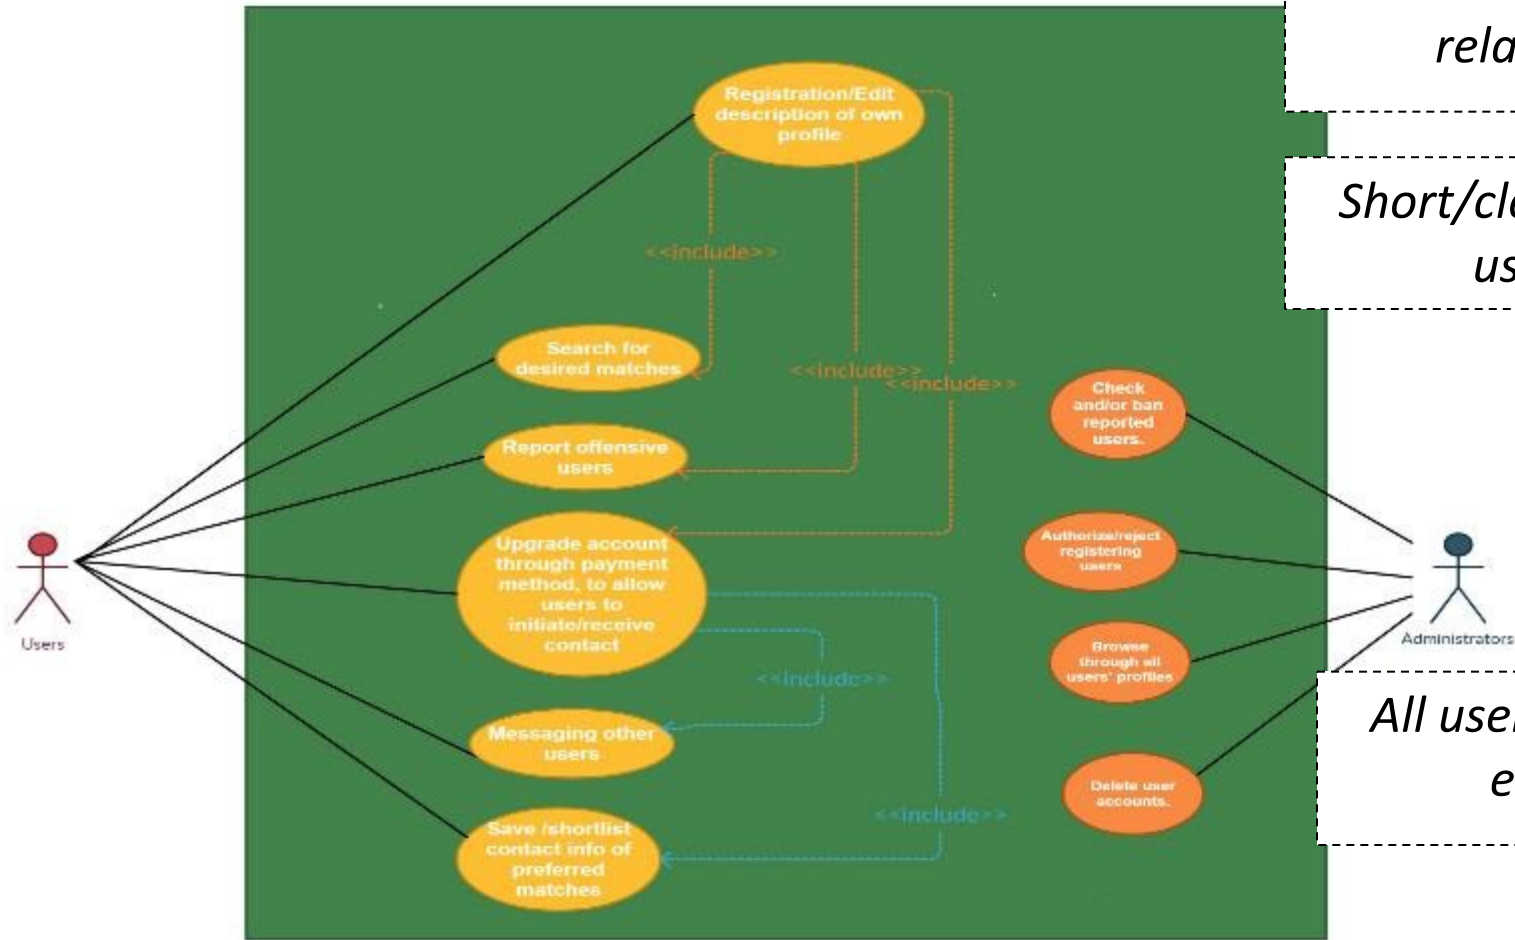 rela
Short/cl
us
Registration/Edit
description of own
profile
<<include>>
Search for
desired matches
<<include>>
<<include>>
Report offensive
users
Upgrade account
through payment
method, to allow
users to
initiate/receive
contact
<<include>>
Messaging other
users
<<include>>
Save /shortlist
contact info of
preferred
matches
Users
Check
and/or ban
reported
users.
Authorize/reject
registering
users
Browse
through all
users' profiles
Delete user
accounts.
Administrators
All use
e